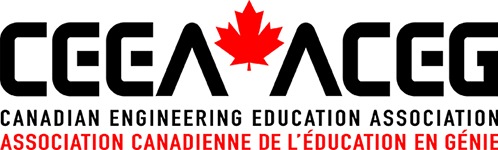 CEEA ACEG
CANADIAN ENGINEERING EDUCATION ASSOCIATION
ASSOCIATION CANADIENNE DE L'ÉDUCATION EN GÉNIE